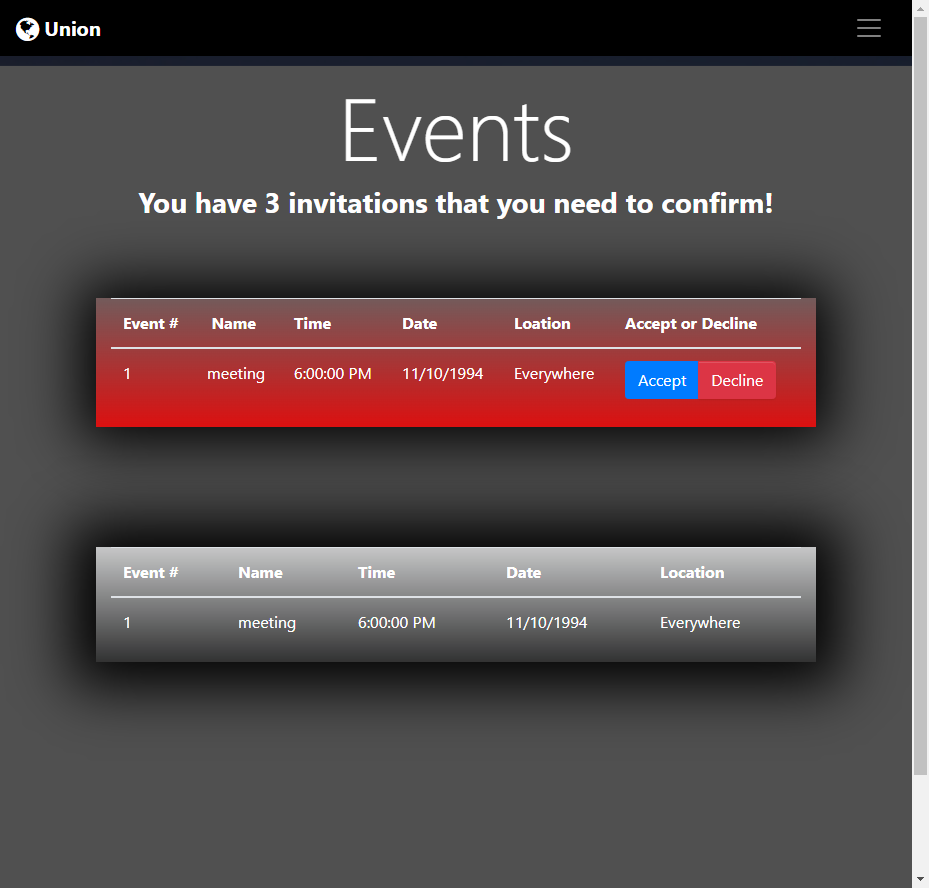 Union
Events
You have 3 invitations that you need to confirm!
Event # Name Time Date Loation Accept or Decline
1 meeting 6:00:00 PM 11/10/1994 Everywhere Accept Decline
Event # Name Time Date Location
1 meeting 6:00:00 PM 11/10/1994 Everywhere